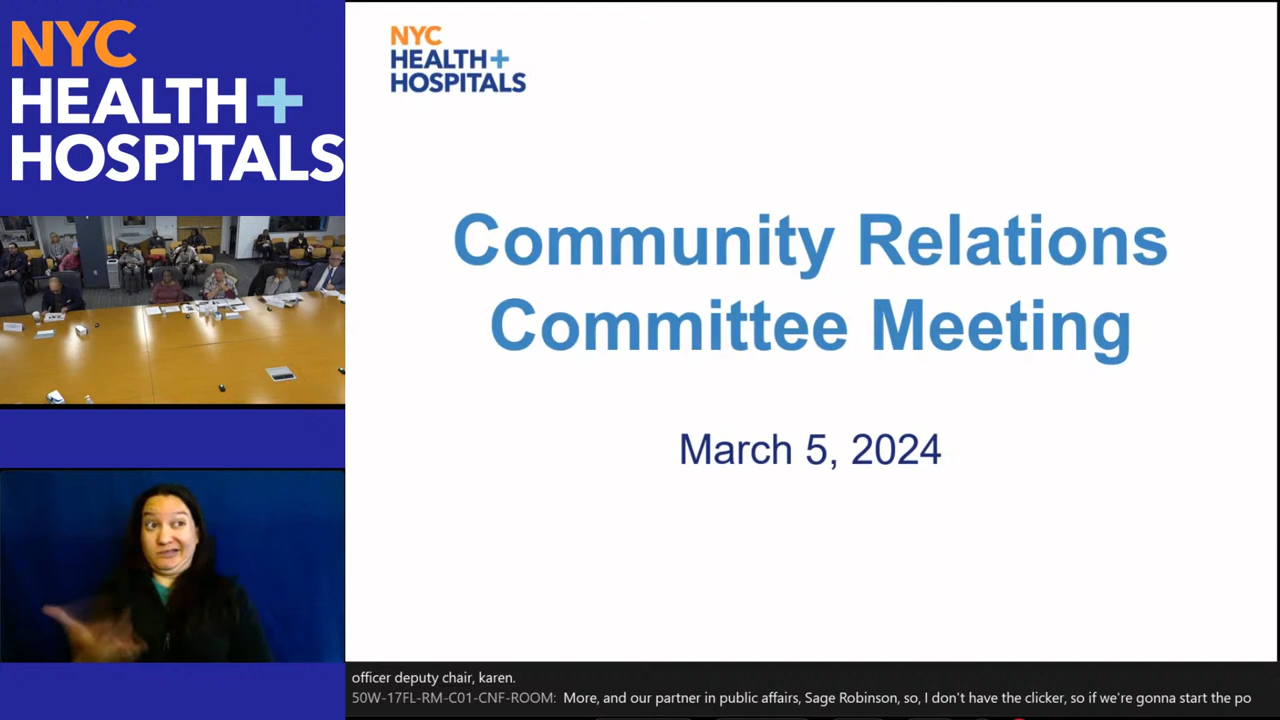 NYC
HEALTH+
HOSPITALS
NYC
HEALTH+
HOSPITALS
Community Relations
Committee Meeting
March 5, 2024
officer deputy chair, karen.
50W-17FL-RM-C01-CNF-ROOM: More, and our partner in public affairs, Sage Robinson, so, I don't have the clicker, so if we're gonna start the po